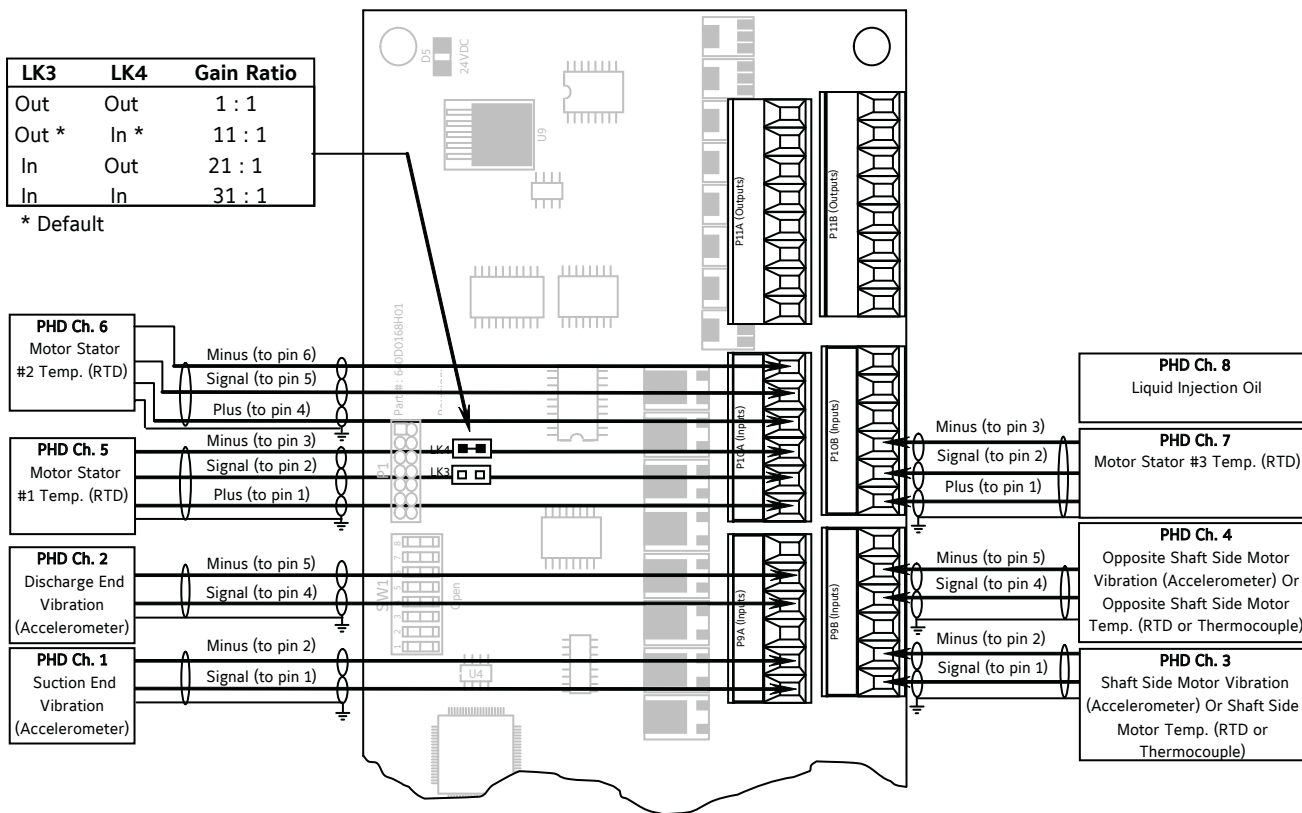 LK3 LK4 Gain Ratio
Out Out 1 : 1
Out * In * 11 : 1
In Out 21 : 1
In In 31 : 1
* Default
D5
24VDC
U9
P11A (Outputs)
P11B (Outputs)
PHD Ch. 6
Motor Stator
#2 Temp. (RTD)
Minus (to pin 6)
Signal (to pin 5)
Plus (to pin 4)
PHD Ch. 5
Motor Stator
#1 Temp. (RTD)
Minus (to pin 3)
Signal (to pin 2)
Plus (to pin 1)
Part #: 640D0168H01
P1
LK4
LK3
P10A (Inputs)
P10B (Inputs)
PHD Ch. 8
Liquid Injection Oil
PHD Ch. 7
Motor Stator #3 Temp. (RTD)
Minus (to pin 3)
Signal (to pin 2)
Plus (to pin 1)
PHD Ch. 2
Discharge End
Vibration
(Accelerometer)
Minus (to pin 5)
Signal (to pin 4)
PHD Ch. 1
Suction End
Vibration
(Accelerometer)
Minus (to pin 2)
Signal (to pin 1)
SW1
8
7
5
3
2
1
Open
U4
P9A (Inputs)
P9B (Inputs)
PHD Ch. 4
Opposite Shaft Side Motor
Vibration (Accelerometer) Or
Opposite Shaft Side Motor
Temp. (RTD or Thermocouple)
Minus (to pin 5)
Signal (to pin 4)
PHD Ch. 3
Shaft Side Motor Vibration
(Accelerometer) Or Shaft Side
Motor Temp. (RTD or
Thermocouple)
Minus (to pin 2)
Signal (to pin 1)